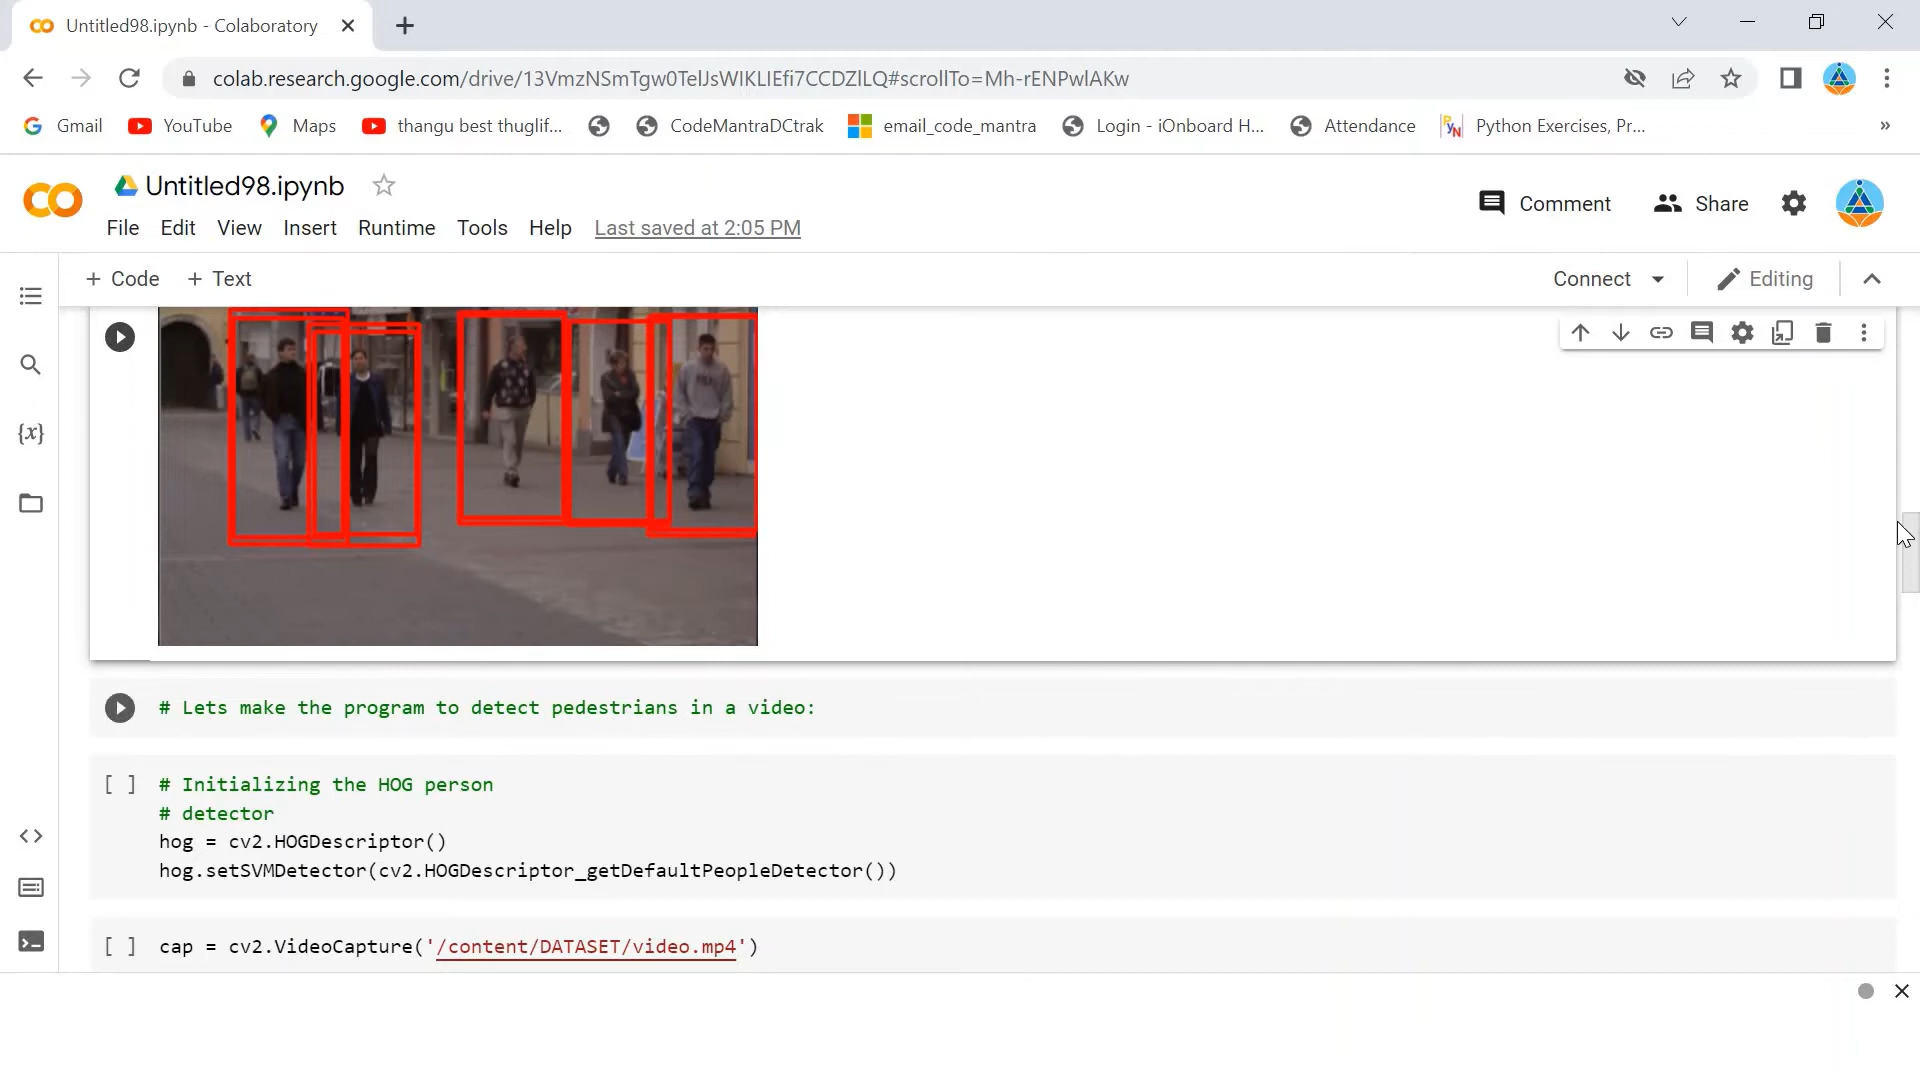 Untitled98.ipynb - Colaboratory
colab.research.google.com/drive/13VmzNSmTgw0TelJsWIKLIEfi7CCDZlLQ#scrollTo=Mh-rENPwlAKw
Gmail YouTube Maps thangu best thuglif... CodeMantraDCtrak email_code_mantra Login - iOnboard H... Attendance Python Exercises, Pr... »
Untitled98.ipynb
Comment Share
File Edit View Insert Runtime Tools Help Last saved at 2:05 PM
+ Code + Text Connect Editing
{x}
# Lets make the program to detect pedestrians in a video:
[ ] # Initializing the HOG person
# detector
hog = cv2.HOGDescriptor()
hog.setSVMDetector(cv2.HOGDescriptor_getDefaultPeopleDetector())
[ ] cap = cv2.VideoCapture('/content/DATASET/video.mp4')